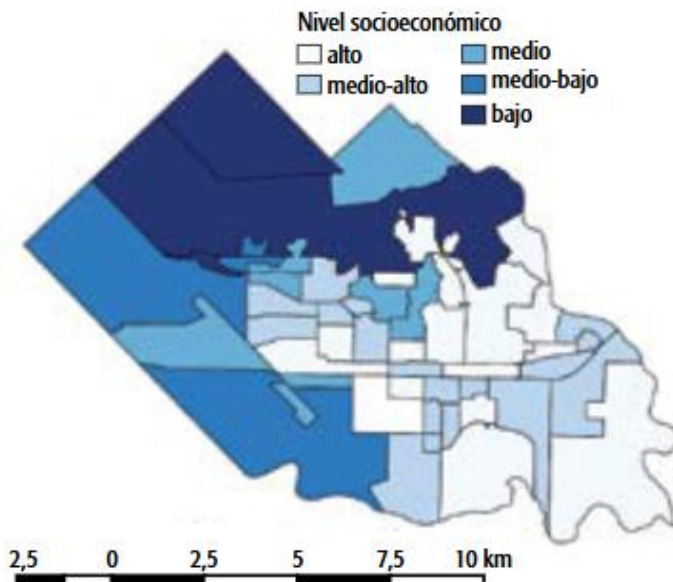 Nivel socioeconómico
alto
medio
medio-alto
medio-bajo
bajo
2,5 0 2,5 5 7,5 10 km